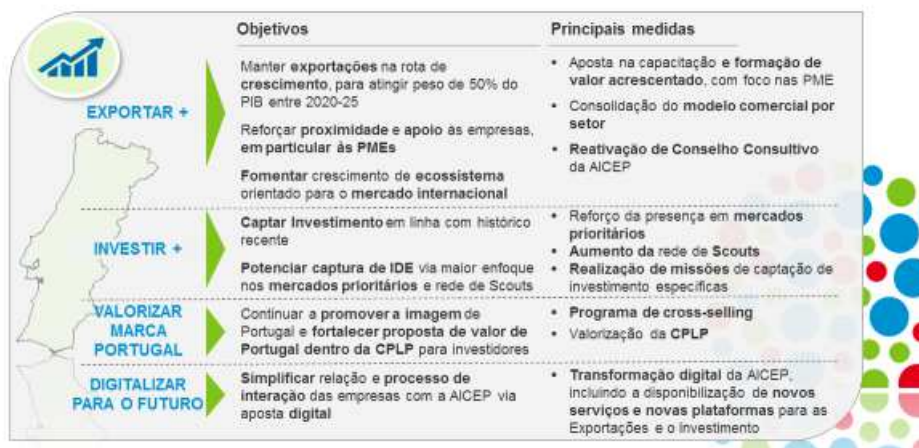 Objetivos
Principais medidas
EXPORTAR +
Manter exportações na rota de
crescimento, para atingir peso de 50% do
PIB entre 2020-25
Reforçar proximidade e apoio às empresas,
em particular às PMEs
Fomentar crescimento de ecossistema
orientado para o mercado internacional
• Aposta na capacitação e formação de
valor acrescentado, com foco nas PME
• Consolidação do modelo comercial por
setor
• Reativação de Conselho Consultivo
da AICEP
INVESTIR +
Captar Investimento em linha com histórico
recente
Potenciar captura de IDE via maior enfoque
nos mercados prioritários e rede de Scouts
• Reforço da presença em mercados
prioritários
• Aumento da rede de Scouts
• Realização de missões de captação de
investimento específicas
VALORIZAR
MARCA
PORTUGAL
Continuar a promover a imagem de
Portugal e fortalecer proposta de valor de
Portugal dentro da CPLP para investidores
• Programa de cross-selling
• Valorização da CPLP
DIGITALIZAR
PARA O FUTURO
Simplificar relação e processo de
interação das empresas com a AICEP via
aposta digital
• Transformação digital da AICEP,
incluindo a disponibilização de novos
serviços e novas plataformas para as
Exportações e o Investimento